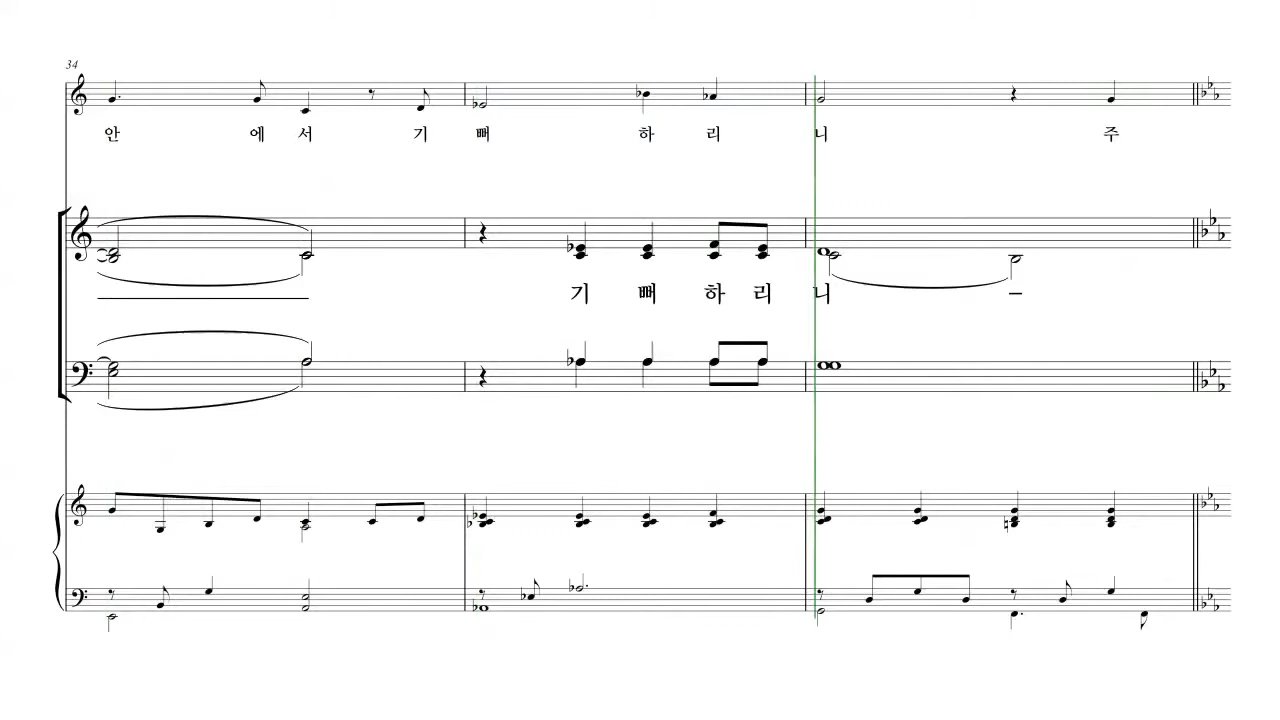 34
안 에 서 기 뻐 하 리 니 주
기 뻐 하 리 니